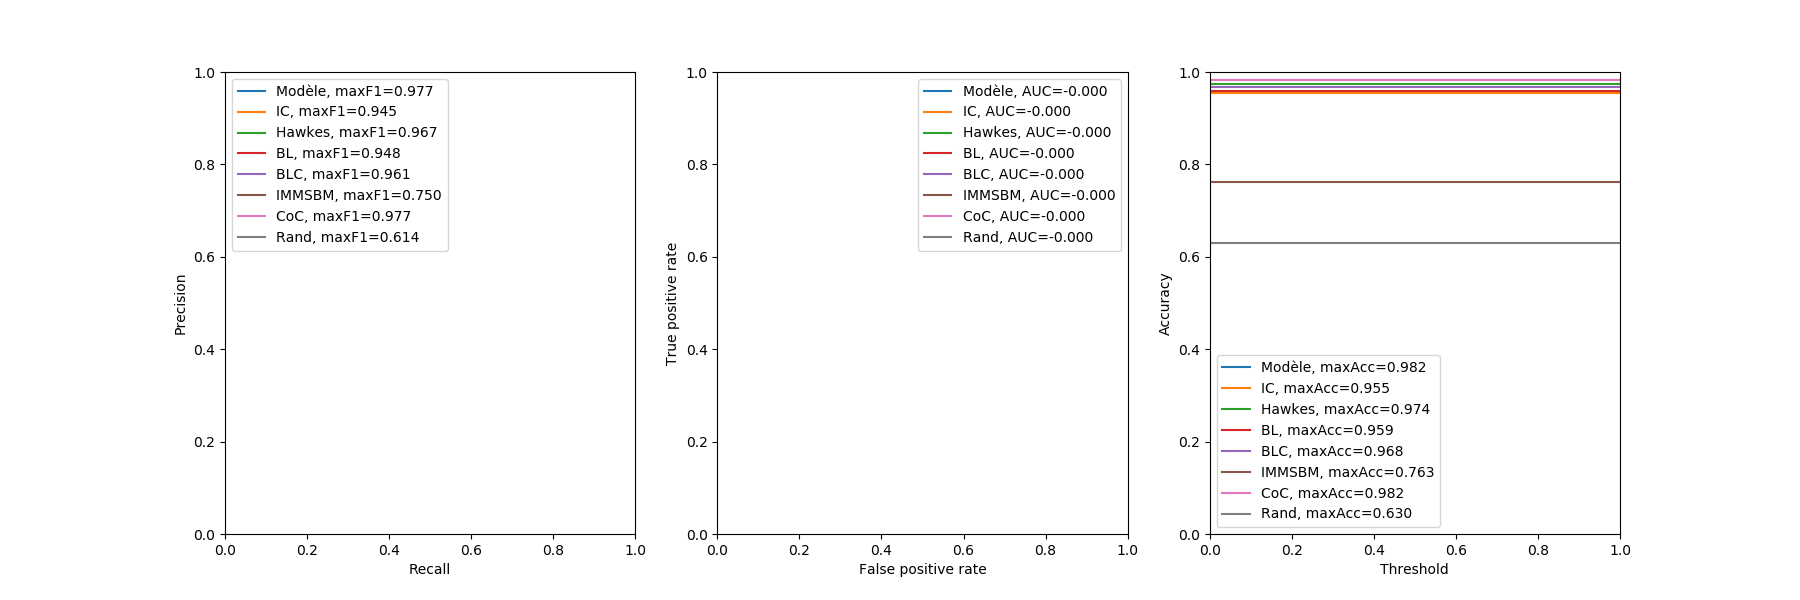 1.0
0.8
0.6
0.4
0.2
0.0
Precision
Modèle, maxF1=0.977
IC, maxF1=0.945
Hawkes, maxF1=0.967
BL, maxF1=0.948
BLC, maxF1=0.961
IMMSBM, maxF1=0.750
CoC, maxF1=0.977
Rand, maxF1=0.614
0.0 0.2 0.4 0.6 0.8 1.0
Recall
1.0
0.8
0.6
0.4
0.2
0.0
True positive rate
Modèle, AUC=-0.000
IC, AUC=-0.000
Hawkes, AUC=-0.000
BL, AUC=-0.000
BLC, AUC=-0.000
IMMSBM, AUC=-0.000
CoC, AUC=-0.000
Rand, AUC=-0.000
0.0 0.2 0.4 0.6 0.8 1.0
False positive rate
1.0
0.8
0.6
0.4
0.2
0.0
Accuracy
Modèle, maxAcc=0.982
IC, maxAcc=0.955
Hawkes, maxAcc=0.974
BL, maxAcc=0.959
BLC, maxAcc=0.968
IMMSBM, maxAcc=0.763
CoC, maxAcc=0.982
Rand, maxAcc=0.630
0.0 0.2 0.4 0.6 0.8 1.0
Threshold